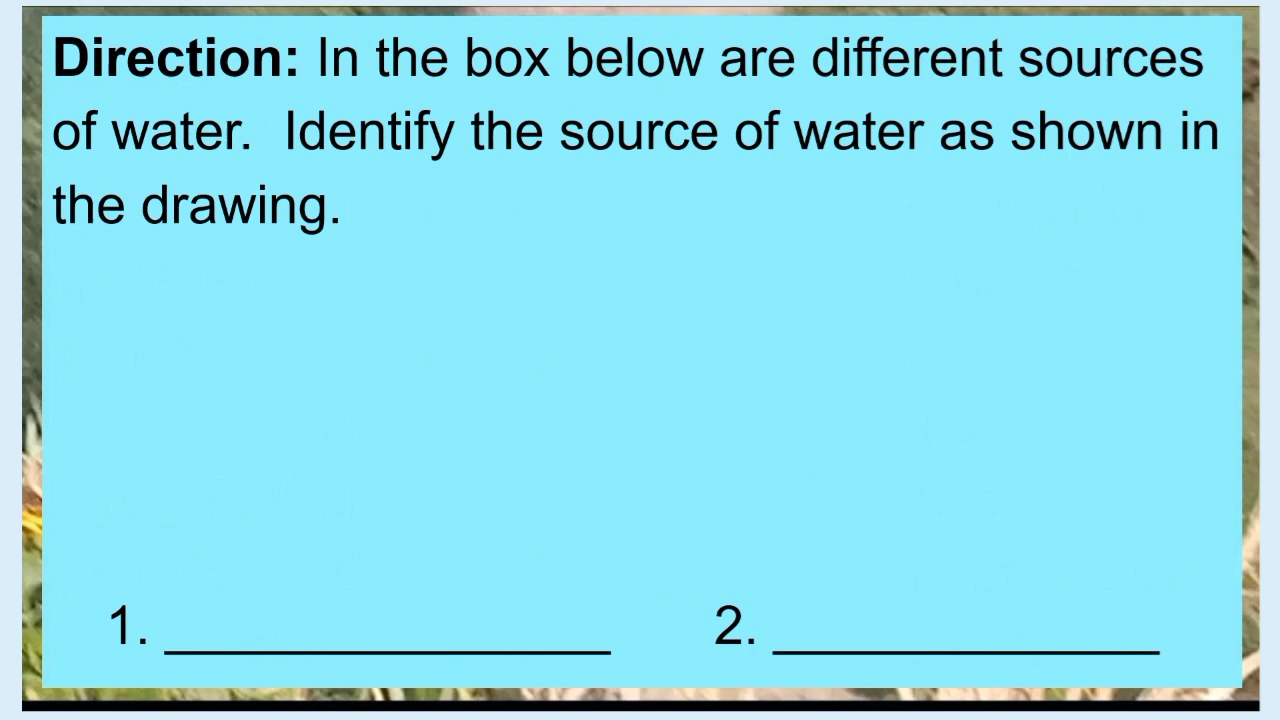 Direction: In the box below are different sources
of water.  Identify the source of water as shown in
the drawing.
1. ________________ 2. ______________